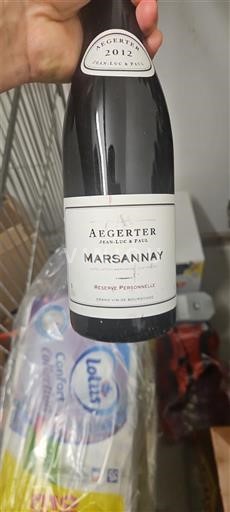 AEGERTER
2012
JEAN-LUC & PAUL
AEGERTER
JEAN-LUC & PAUL
MARSANNAY
RÉSERVE PERSONNELLE
GRAND VIN DE BOURGOGNE
Lotus
Confort